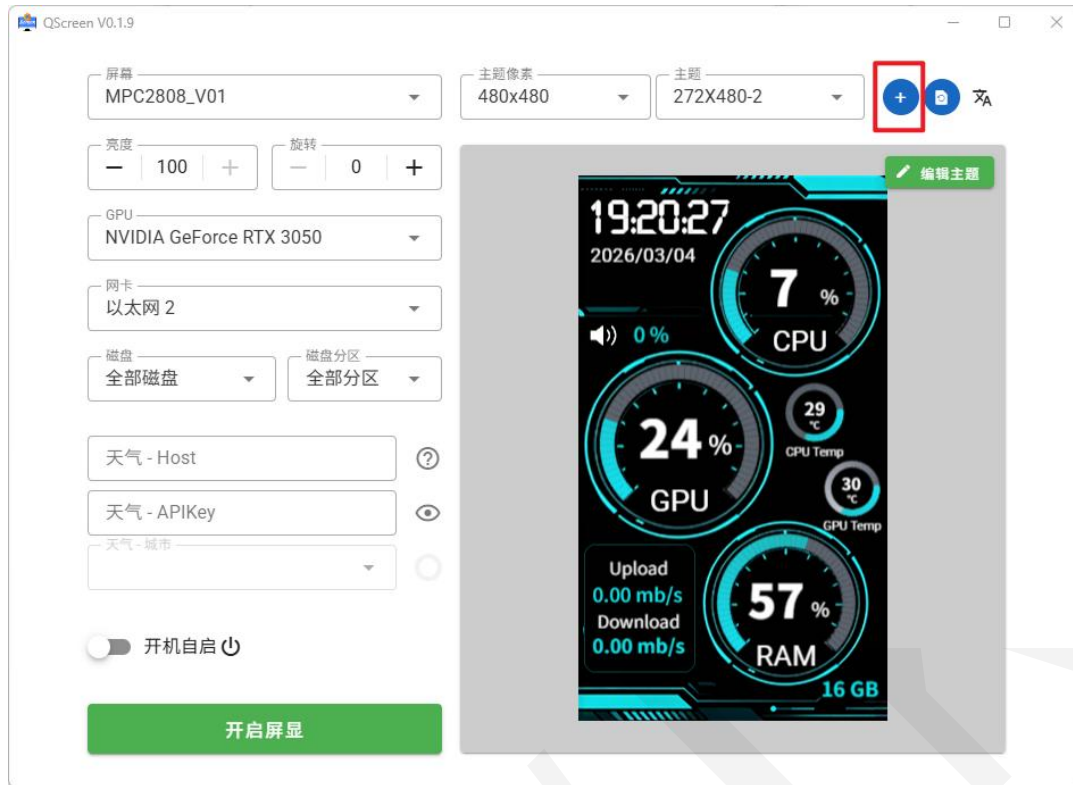 QScreen V0.1.9
屏幕
MPC2808_V01
主题像素
480x480
主题
272X480-2
亮度
100
旋转
0
编辑主题
GPU
NVIDIA GeForce RTX 3050
网卡
以太网 2
磁盘
全部磁盘
磁盘分区
全部分区
天气 - Host
天气 - APIKey
天气 - 城市
开机自启
开启屏显
19:20:27
2026/03/04
7 %
CPU
0 %
24 %
GPU
29
℃
CPU Temp
30
℃
GPU Temp
Upload
0.00 mb/s
Download
0.00 mb/s
57 %
RAM
16 GB